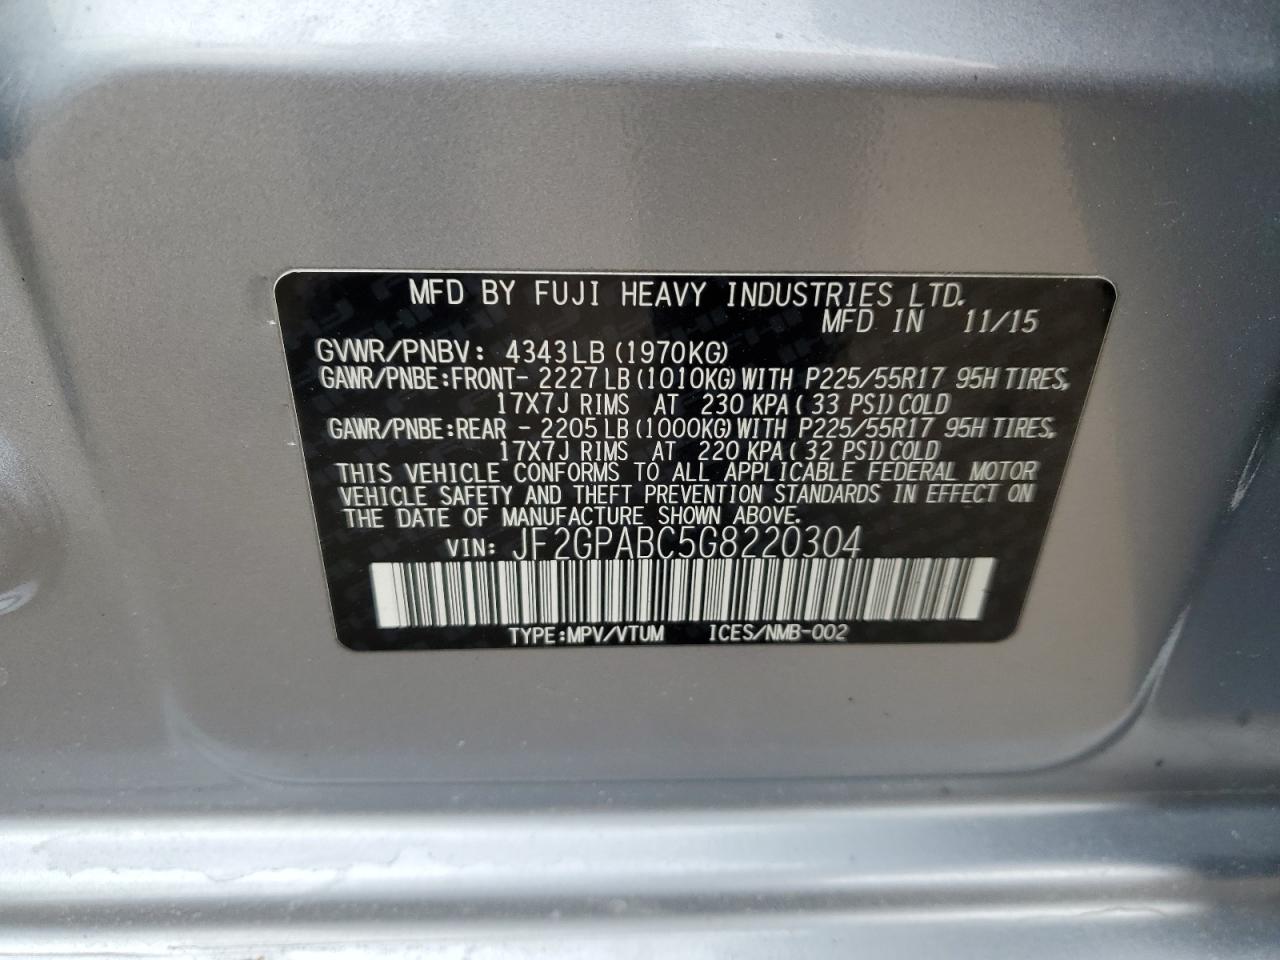 MFD BY FUJI HEAVY INDUSTRIES LTD.
MFD IN 11/15
GVWR/PNBV: 4343LB (1970KG)
GAWR/PNBE:FRONT- 2227LB (1010KG)WITH P225/55R17 95H TIRES,
17X7J RIMS AT 230 KPA( 33 PSI)COLD
GAWR/PNBE:REAR - 2205LB (1000KG)WITH P225/55R17 95H TIRES,
17X7J RIMS AT 220 KPA( 32 PSI)COLD
THIS VEHICLE CONFORMS TO ALL APPLICABLE FEDERAL MOTOR
VEHICLE SAFETY AND THEFT PREVENTION STANDARDS IN EFFECT ON
THE DATE OF MANUFACTURE SHOWN ABOVE.
VIN: JF2GPABC5G8220304
TYPE:MPV/VTUM ICES/NMB-002